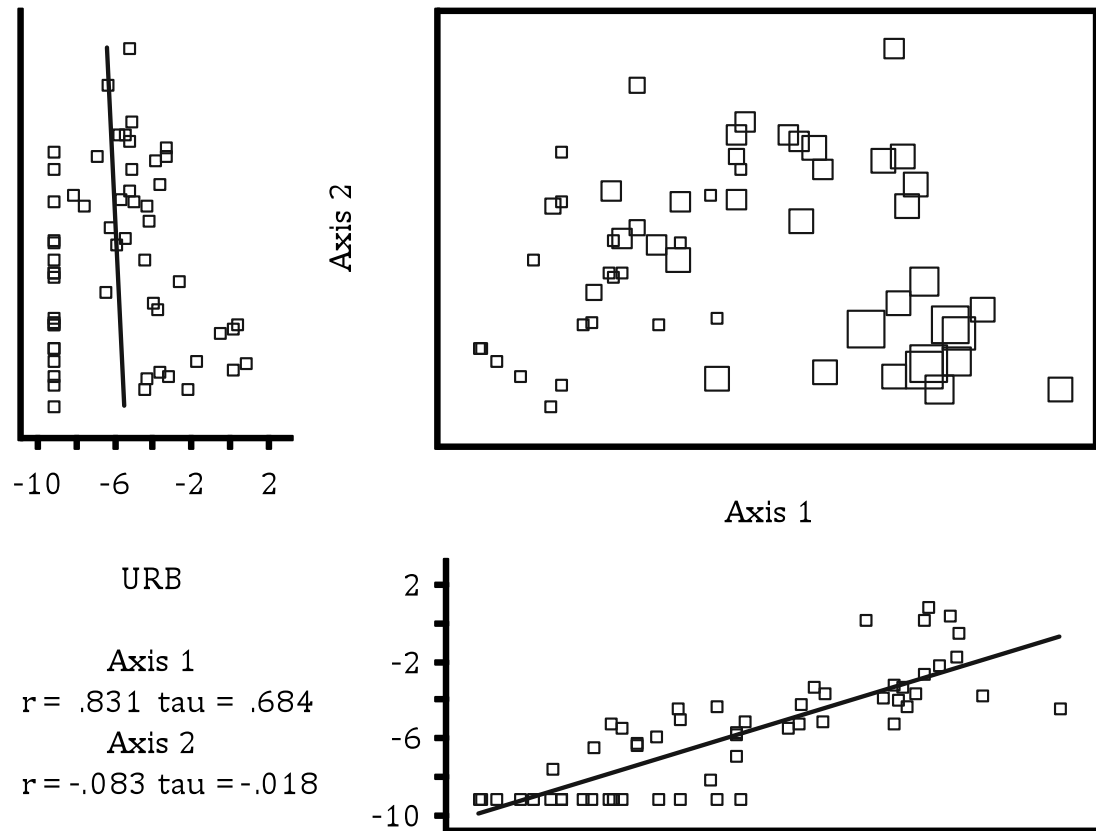 Axis 2
-10 -6 -2 2
Axis 1
URB
Axis 1
r = .831 tau = .684
Axis 2
r = -.083 tau = -.018
2
-2
-6
-10